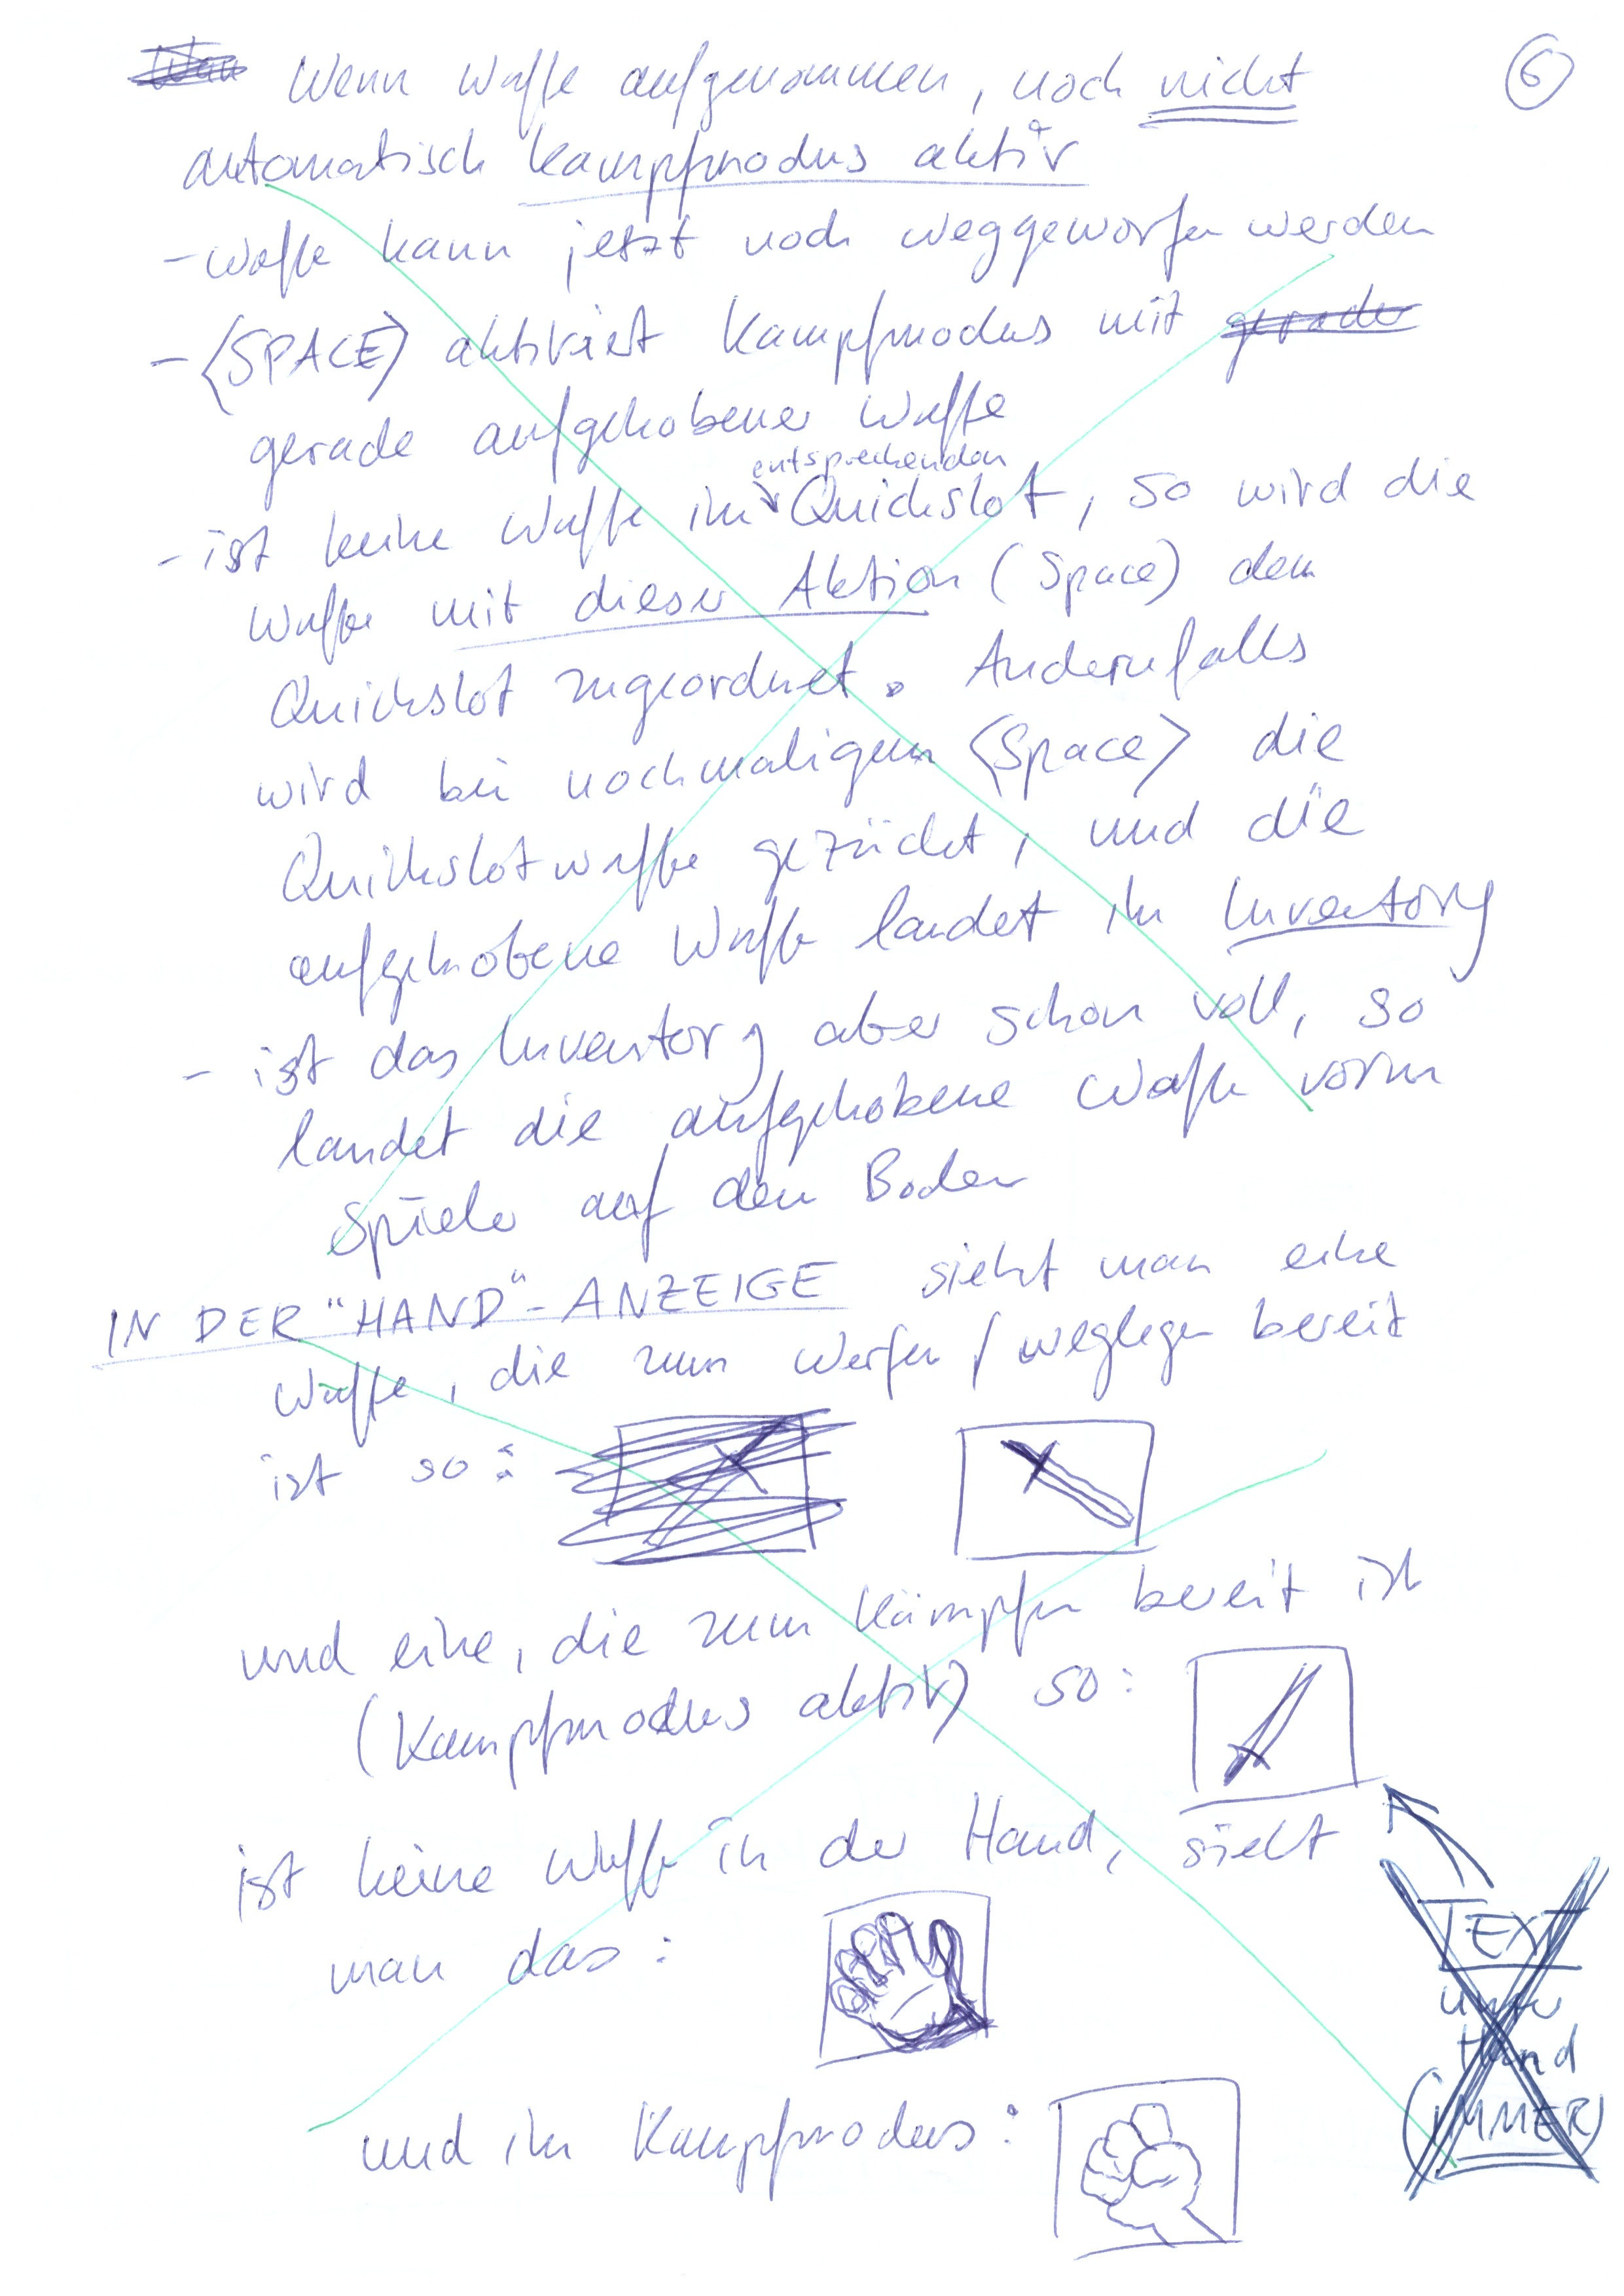 Wenn Waffe aufgenommen, noch nicht
6
automatisch Kampfmodus aktiv
- Waffe kann jetzt noch weggeworfen werden
- <SPACE> aktiviert Kampfmodus mit gerader
gerade aufgehobener Waffe
entsprechenden
- ist keine Waffe im Quickslot, so wird die
Waffe mit dieser Aktion (Space) dem
Quickslot zugeordnet. Andernfalls
wird bei nochmaligem <Space> die
Quickslotwaffe gezückt, und die
aufgehobene Waffe landet im Inventory
- ist das Inventory aber schon voll, so
landet die aufgehobene Waffe vorm
Spieler auf dem Boden
IN DER "HAND"-ANZEIGE sieht man eine
Waffe, die zum Werfen / weglegen bereit
ist so:
und eine, die zum Kämpfen bereit ist
(Kampfmodus aktiv) so:
ist keine Waffe in der Hand, sieht
man das:
TEXT
unter
Hand
(IMMER)
und im Kampfmodus: